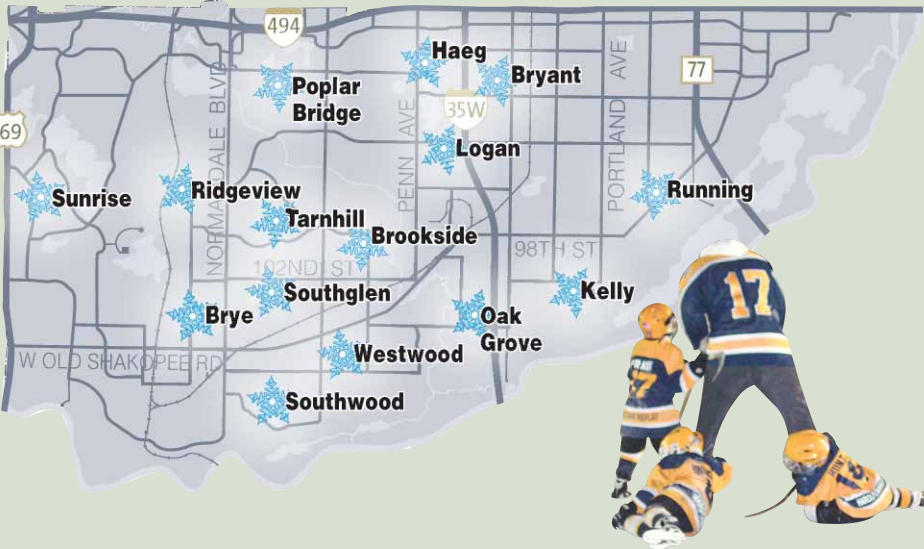 494
Haeg
Bryant
Poplar
Bridge
NORMANDALE BLVD
PENN AVE
35W
PORTLAND AVE
77
69
Logan
Sunrise
Ridgeview
Tarnhill
Brookside
Running
98TH ST
102ND ST
Southglen
Kelly
Brye
Oak
Grove
W OLD SHAKOPEE RD
Westwood
Southwood
17
17